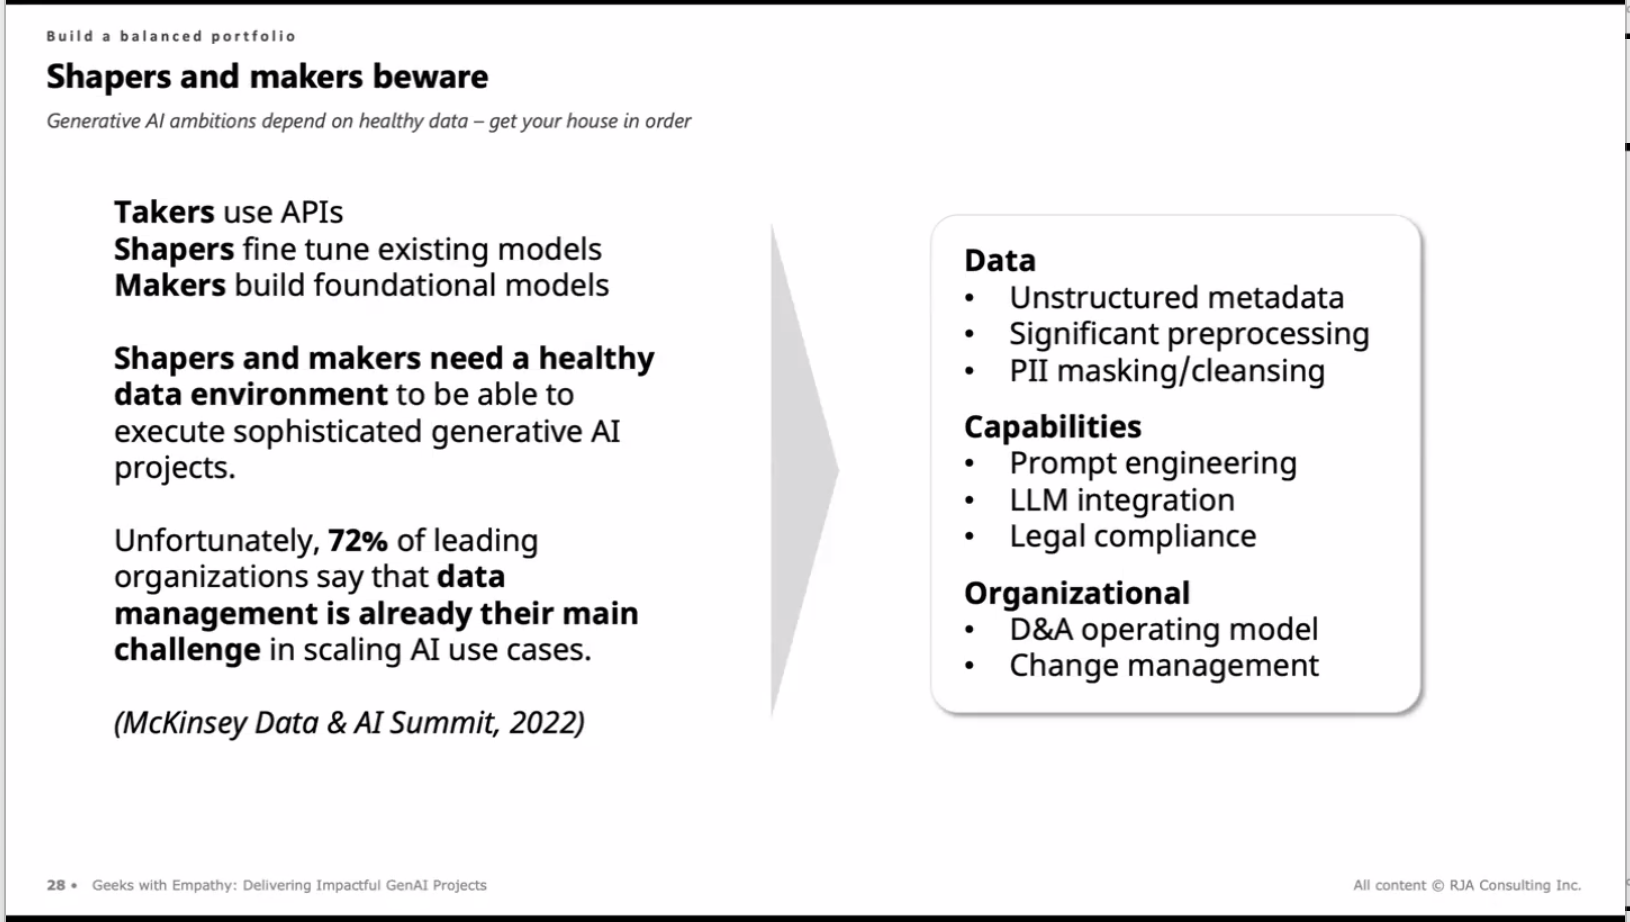 Build a balanced portfolio
Shapers and makers beware
Generative AI ambitions depend on healthy data – get your house in order
Takers use APIs
Shapers fine tune existing models
Makers build foundational models
Shapers and makers need a healthy
data environment to be able to
execute sophisticated generative AI
projects.
Unfortunately, 72% of leading
organizations say that data
management is already their main
challenge in scaling AI use cases.
(McKinsey Data & AI Summit, 2022)
Data
• Unstructured metadata
• Significant preprocessing
• PII masking/cleansing
Capabilities
• Prompt engineering
• LLM integration
• Legal compliance
Organizational
• D&A operating model
• Change management
28 • Geeks with Empathy: Delivering Impactful GenAI Projects
All content © RJA Consulting Inc.